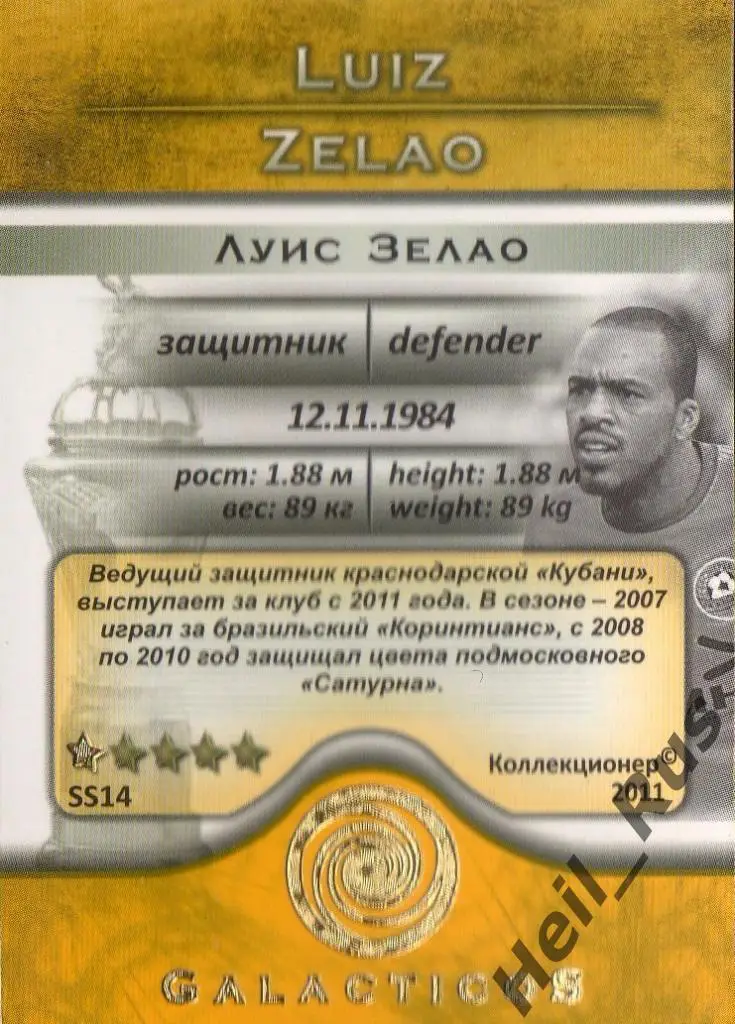 Luiz
Zelao
Луис Зелао
защитник defender
12.11.1984
рост: 1.88 м height: 1.88 m
вес: 89 кг weight: 89 kg
Ведущий защитник краснодарской «Кубани»,
выступает за клуб с 2011 года. В сезоне – 2007
играл за бразильский «Коринтианс», с 2008
по 2010 год защищал цвета подмосковного
«Сатурна».
Коллекционер©
SS14 2011
Galacticos
Heil_Rus